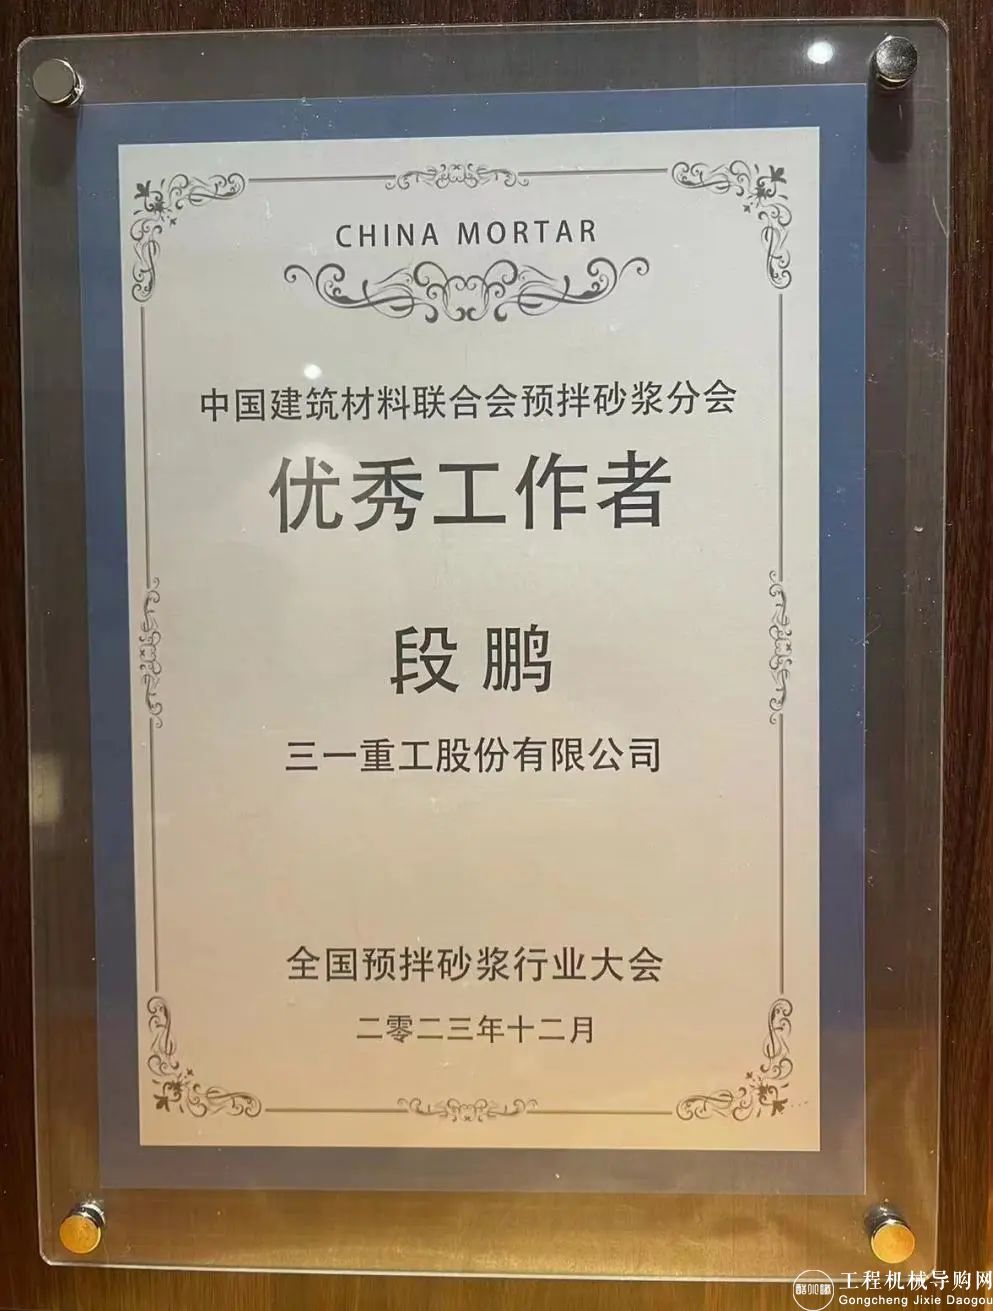 CHINA MORTAR
中国建筑材料联合会预拌砂浆分会
优秀工作者
段鹏
三一重工股份有限公司
全国预拌砂浆行业大会
二零二三年十二月
工程机械导购网
Gongcheng Jixie Daogou